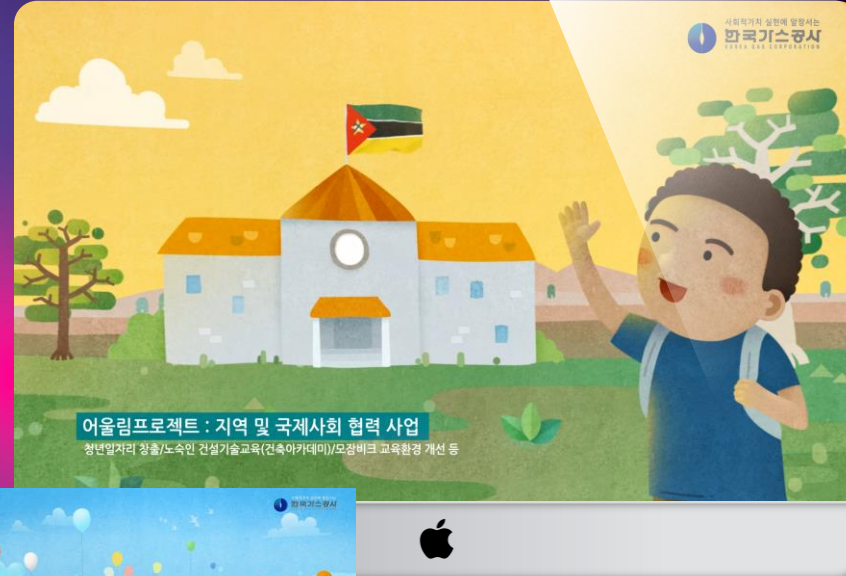 사회적가치 실현에 앞장서는
한국가스공사
KOREA GAS CORPORATION
어울림프로젝트 : 지역 및 국제사회 협력 사업
청년일자리 창출/노숙인 건설기술교육(건축아카데미)/모잠비크 교육환경 개선 등
한국가스공사